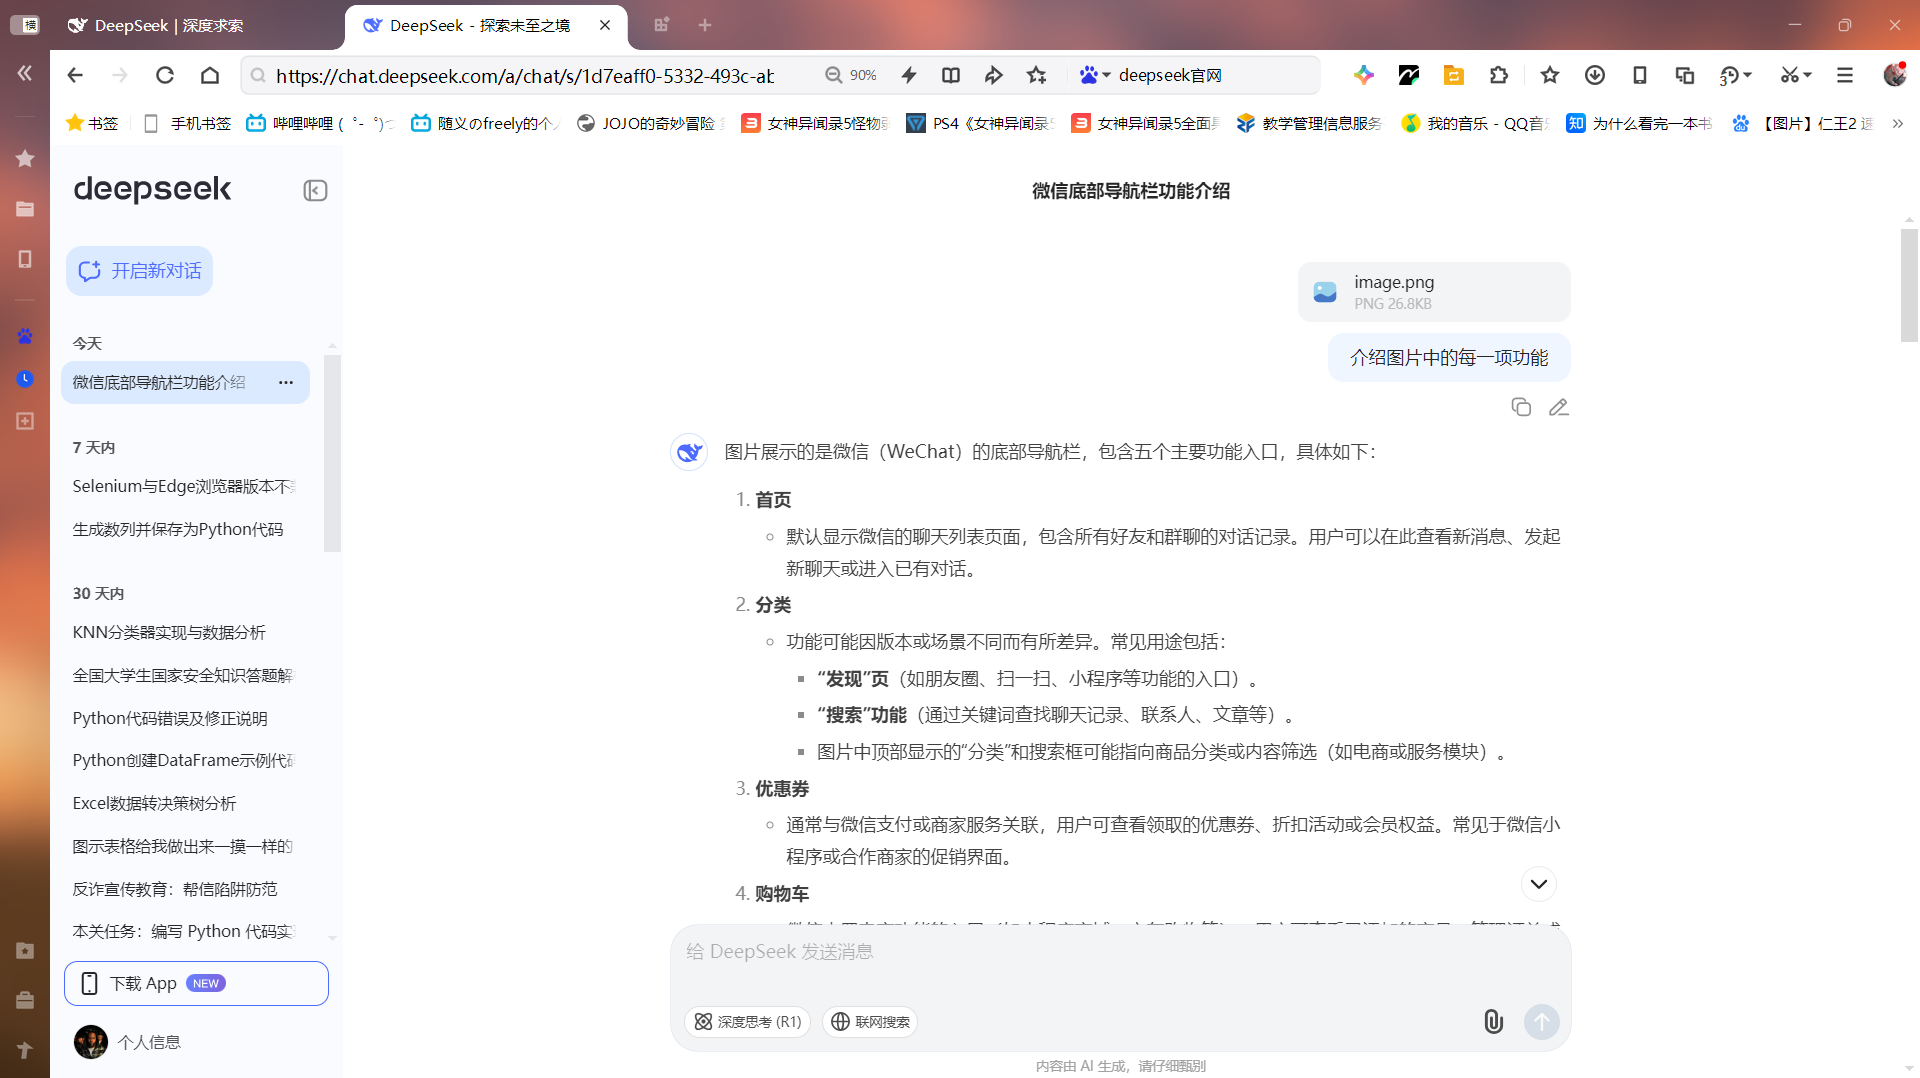 横
DeepSeek | 深度求索
DeepSeek - 探索未至之境
https://chat.deepseek.com/a/chat/s/1d7eaff0-5332-493c-ab
90%
deepseek官网
书签
手机书签
哔哩哔哩 (゜-゜)つ
随义のfreely的个人
JOJO的奇妙冒险
女神异闻录5怪物
PS4《女神异闻录5
女神异闻录5全面
教学管理信息服务
我的音乐 - QQ音
为什么看完一本书
【图片】仁王2
deepseek
开启新对话
今天
微信底部导航栏功能介绍
7 天内
Selenium与Edge浏览器版本不
生成数列并保存为Python代码
30 天内
KNN分类器实现与数据分析
全国大学生国家安全知识答题解
Python代码错误及修正说明
Python创建DataFrame示例代码
Excel数据转决策树分析
图示表格给我做出来一摸一样的
反诈宣传教育：帮信陷阱防范
本关任务：编写 Python 代码实
下载 App NEW
个人信息
微信底部导航栏功能介绍
image.png
PNG 26.8KB
介绍图片中的每一项功能
图片展示的是微信（WeChat）的底部导航栏，包含五个主要功能入口，具体如下：
1. 首页
默认显示微信的聊天列表页面，包含所有好友和群聊的对话记录。用户可以在此查看新消息、发起
新聊天或进入已有对话。
2. 分类
功能可能因版本或场景不同而有所差异。常见用途包括：
“发现”页（如朋友圈、扫一扫、小程序等功能的入口）。
“搜索”功能（通过关键词查找聊天记录、联系人、文章等）。
图片中顶部显示的“分类”和搜索框可能指向商品分类或内容筛选（如电商或服务模块）。
3. 优惠券
通常与微信支付或商家服务关联，用户可查看领取的优惠券、折扣活动或会员权益。常见于微信小
程序或合作商家的促销界面。
4. 购物车
给 DeepSeek 发送消息
深度思考 (R1)
联网搜索
内容由 AI 生成，请仔细甄别